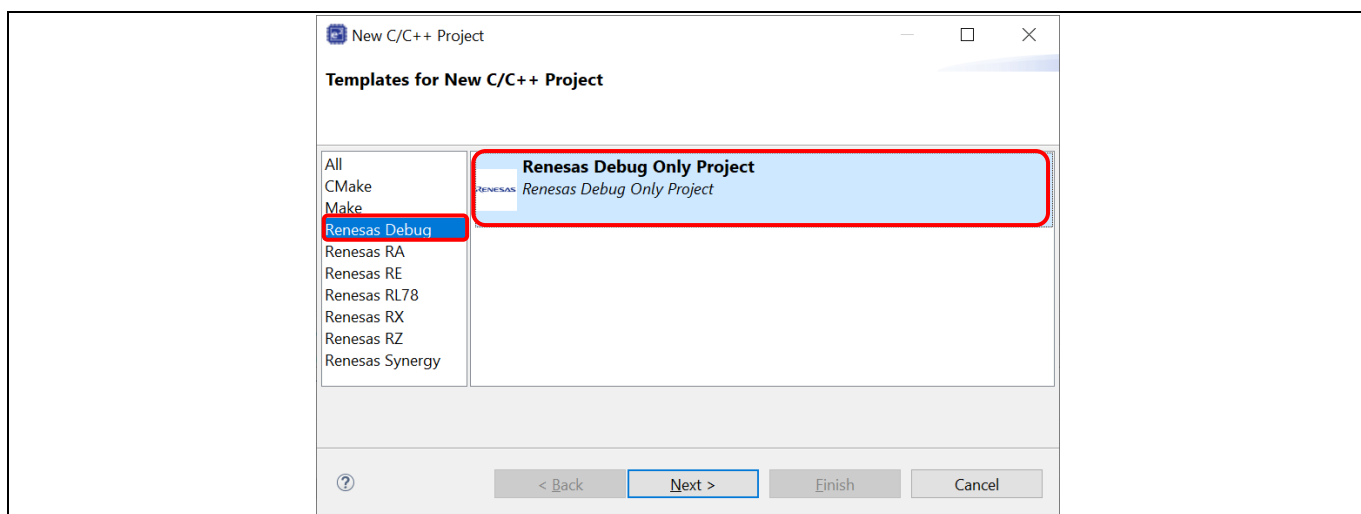 New C/C++ Project
Templates for New C/C++ Project
All
CMake
Make
Renesas Debug
Renesas RA
Renesas RE
Renesas RL78
Renesas RX
Renesas RZ
Renesas Synergy
RENESAS
Renesas Debug Only Project
Renesas Debug Only Project
?
< Back
Next >
Finish
Cancel